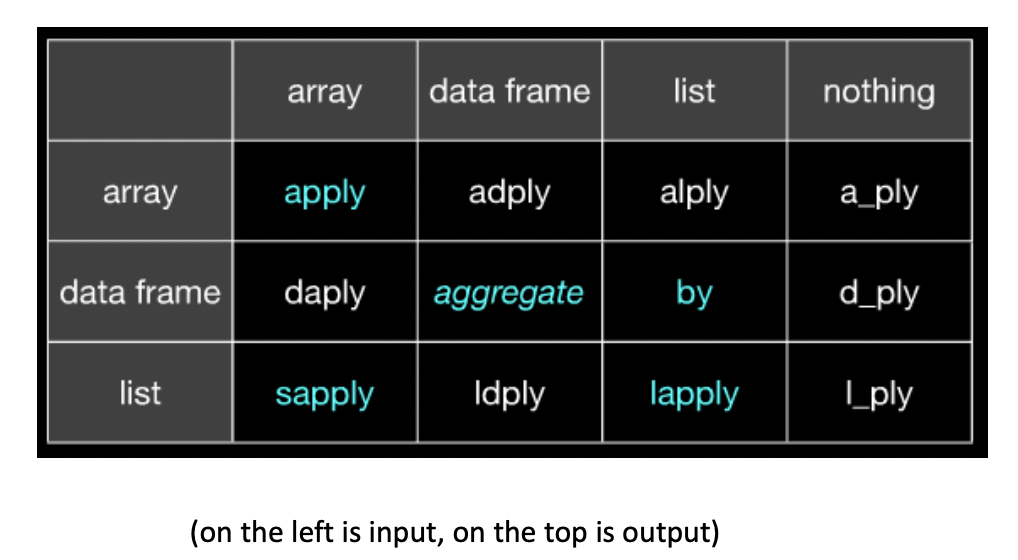 array data frame list nothing
array apply adply alply a_ply
data frame daply aggregate by d_ply
list sapply ldply lapply l_ply
(on the left is input, on the top is output)